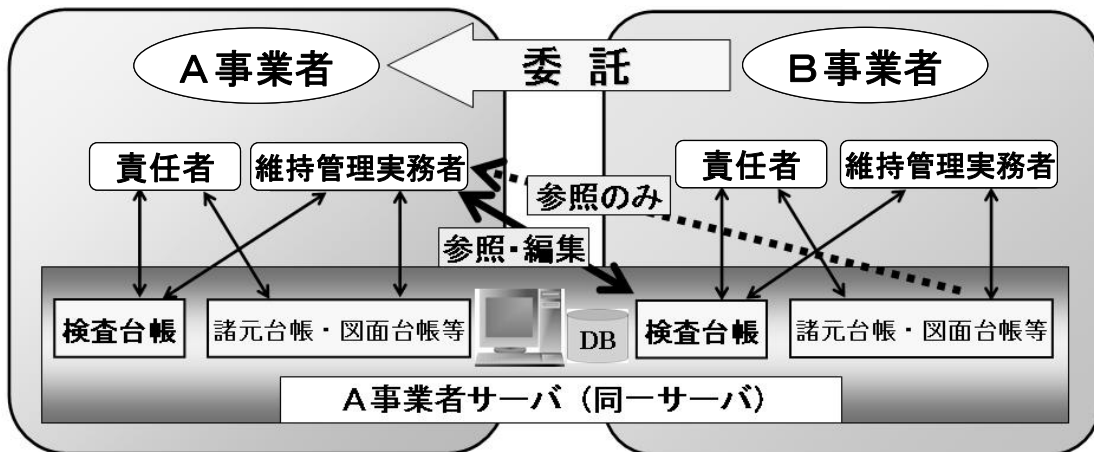 A事業者
委託
B事業者
責任者
維持管理実務者
責任者
維持管理実務者
参照のみ
参照・編集
検査台帳
諸元台帳・図面台帳等
DB
検査台帳
諸元台帳・図面台帳等
A事業者サーバ（同一サーバ）